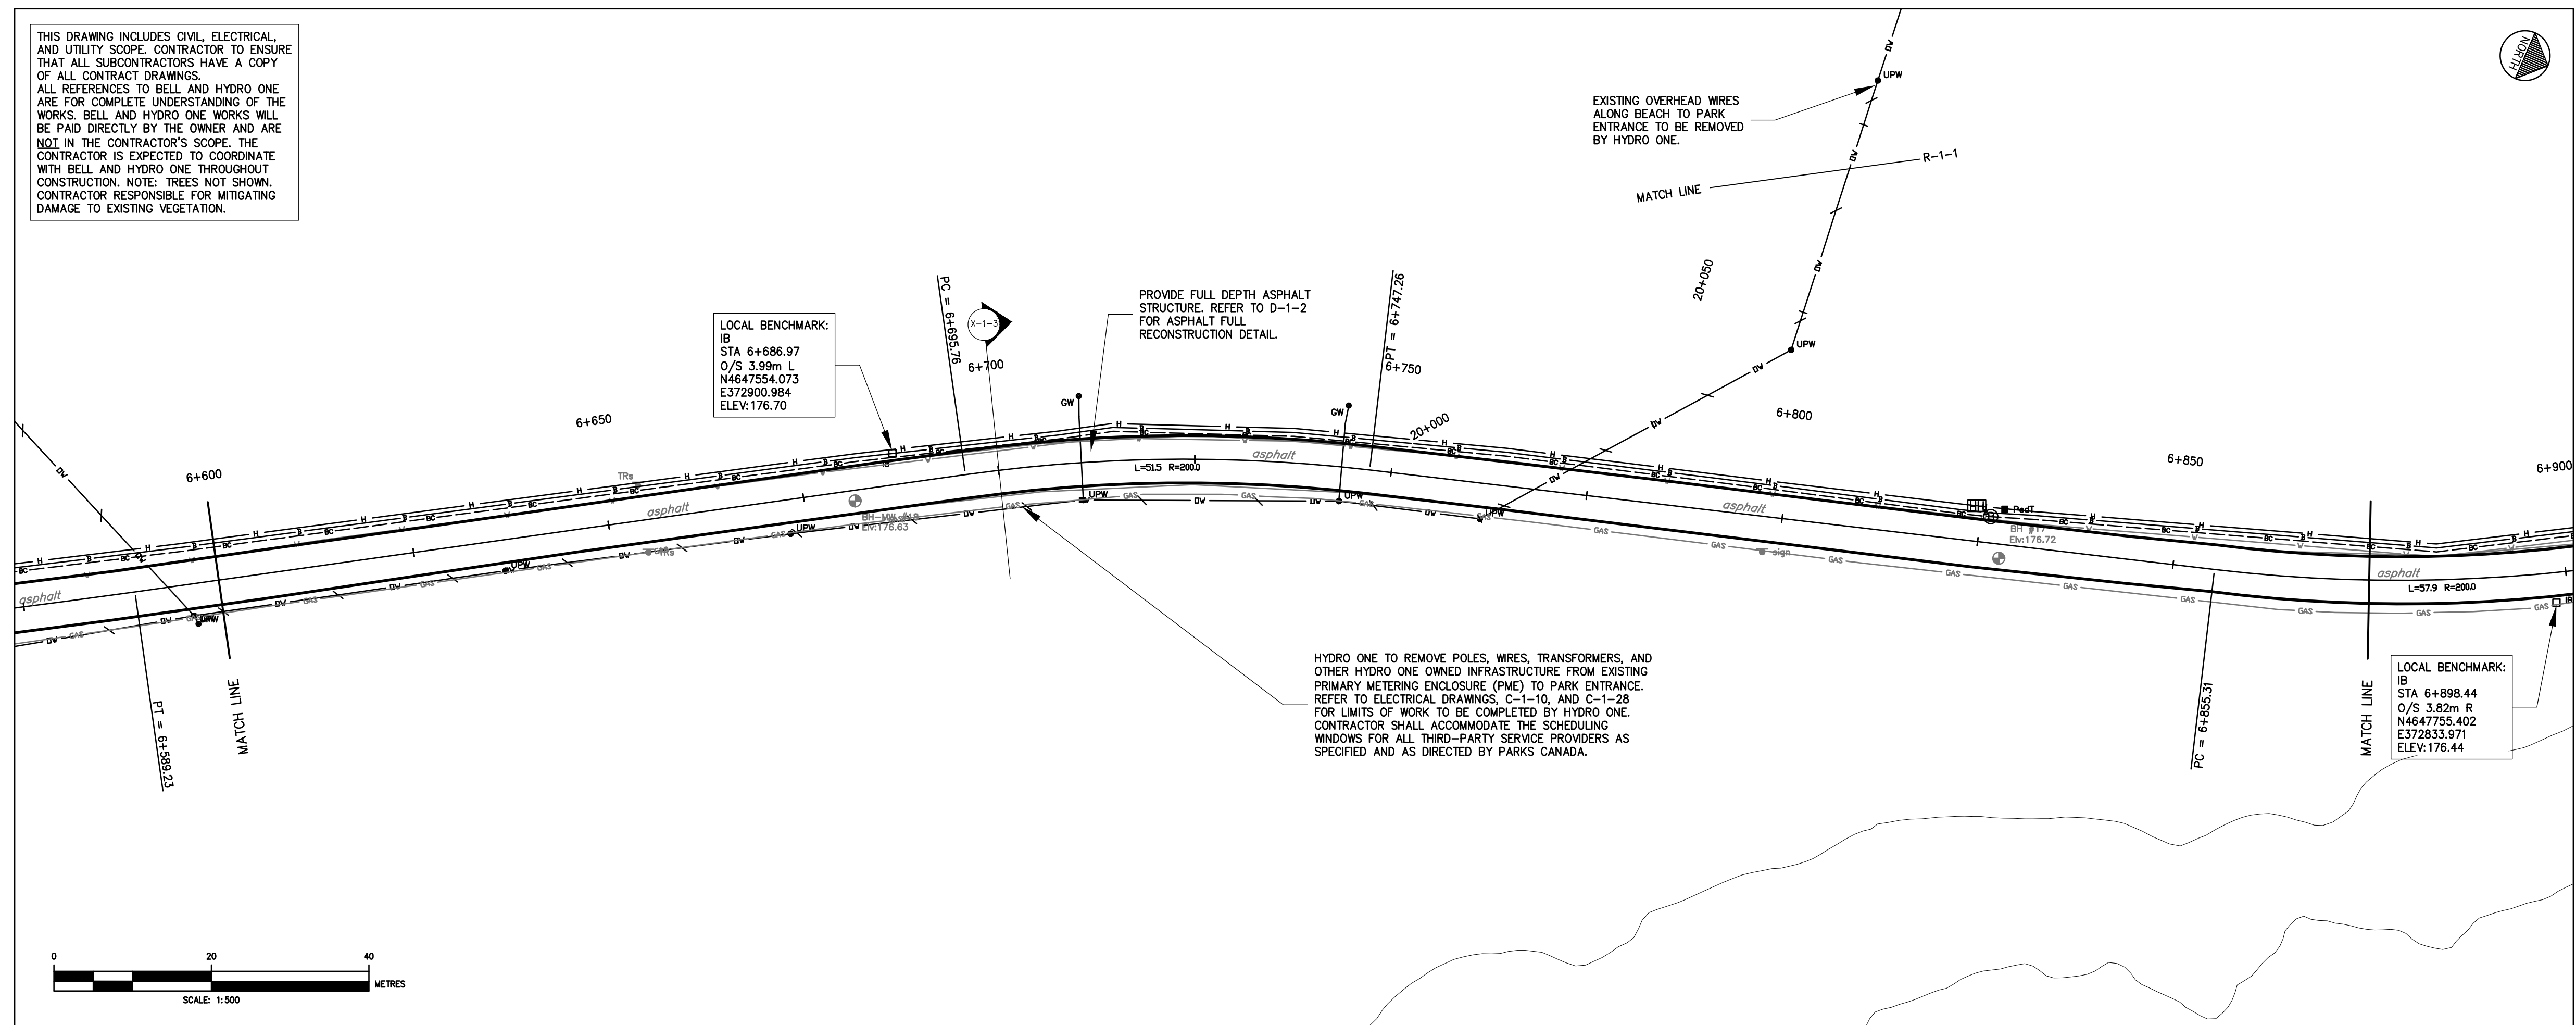 THIS DRAWING INCLUDES CIVIL, ELECTRICAL,
AND UTILITY SCOPE. CONTRACTOR TO ENSURE
THAT ALL SUBCONTRACTORS HAVE A COPY
OF ALL CONTRACT DRAWINGS.
ALL REFERENCES TO BELL AND HYDRO ONE
ARE FOR COMPLETE UNDERSTANDING OF THE
WORKS. BELL AND HYDRO ONE WORKS WILL
BE PAID DIRECTLY BY THE OWNER AND ARE
NOT IN THE CONTRACTOR'S SCOPE. THE
CONTRACTOR IS EXPECTED TO COORDINATE
WITH BELL AND HYDRO ONE THROUGHOUT
CONSTRUCTION. NOTE: TREES NOT SHOWN.
CONTRACTOR RESPONSIBLE FOR MITIGATING
DAMAGE TO EXISTING VEGETATION.
NORTH
UPW
EXISTING OVERHEAD WIRES
ALONG BEACH TO PARK
ENTRANCE TO BE REMOVED
BY HYDRO ONE.
MATCH LINE
R-1-1
20+050
UPW
LOCAL BENCHMARK:
IB
STA 6+686.97
O/S 3.99m L
N4647554.073
E372900.984
ELEV:176.70
PC = 6+695.76
X-1-3
6+700
PROVIDE FULL DEPTH ASPHALT
STRUCTURE. REFER TO D-1-2
FOR ASPHALT FULL
RECONSTRUCTION DETAIL.
PT = 6+747.26
6+750
GW
GW
20+000
6+800
6+650
6+600
6+850
6+900
TRs
IB
L=51.5 R=200.0
asphalt
asphalt
asphalt
asphalt
asphalt
UPW
UPW
UPW
UPW
UPW
BH-MW #18
Elv:176.63
TRs
sign
HH
PedT
BH #17
Elv:176.72
L=57.9 R=200.0
IB
PT = 6+589.23
MATCH LINE
HYDRO ONE TO REMOVE POLES, WIRES, TRANSFORMERS, AND
OTHER HYDRO ONE OWNED INFRASTRUCTURE FROM EXISTING
PRIMARY METERING ENCLOSURE (PME) TO PARK ENTRANCE.
REFER TO ELECTRICAL DRAWINGS, C-1-10, AND C-1-28
FOR LIMITS OF WORK TO BE COMPLETED BY HYDRO ONE.
CONTRACTOR SHALL ACCOMMODATE THE SCHEDULING
WINDOWS FOR ALL THIRD-PARTY SERVICE PROVIDERS AS
SPECIFIED AND AS DIRECTED BY PARKS CANADA.
PC = 6+855.31
MATCH LINE
LOCAL BENCHMARK:
IB
STA 6+898.44
O/S 3.82m R
N4647755.402
E372833.971
ELEV:176.44
0 20 40
METRES
SCALE: 1:500